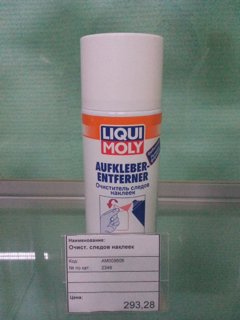 LIQUI
MOLY
AUFKLEBER-
ENTFERNER
Очиститель следов
наклеек
Наименование:
Очист. следов наклеек
Код:
№ по кат.
2349
Цена:
293,28